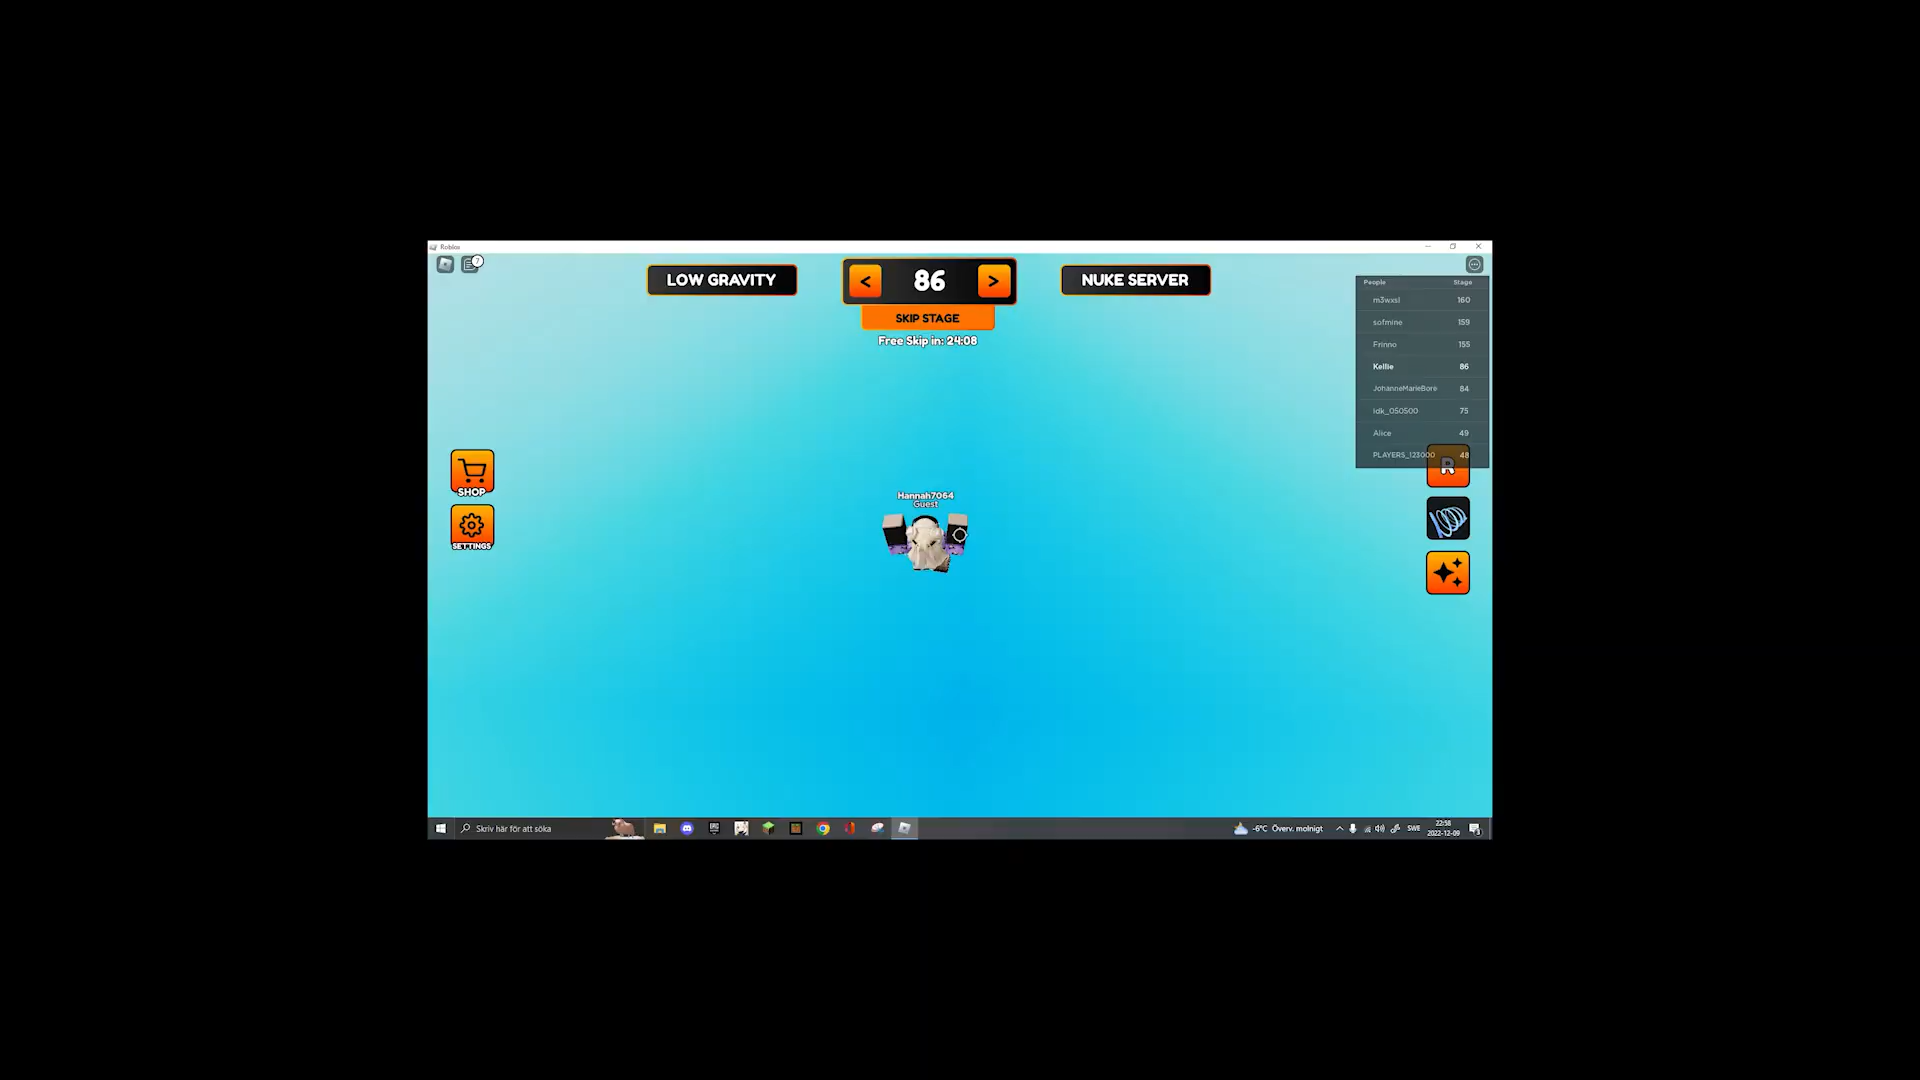 Roblox
7
LOW GRAVITY
< 86 >
NUKE SERVER
SKIP STAGE
Free Skip in: 24:08
People Stage
m3wxsl 160
sofmine 159
Frinno 155
Kellie 86
JohanneMarieBore 84
Idk_050500 75
Alice 49
PLAYERS_123000 48
R
SHOP
SETTINGS
Hannah7064
Guest
Skriv här för att söka
-6°C Överv. molnigt
SWE
22:58
2022-12-09